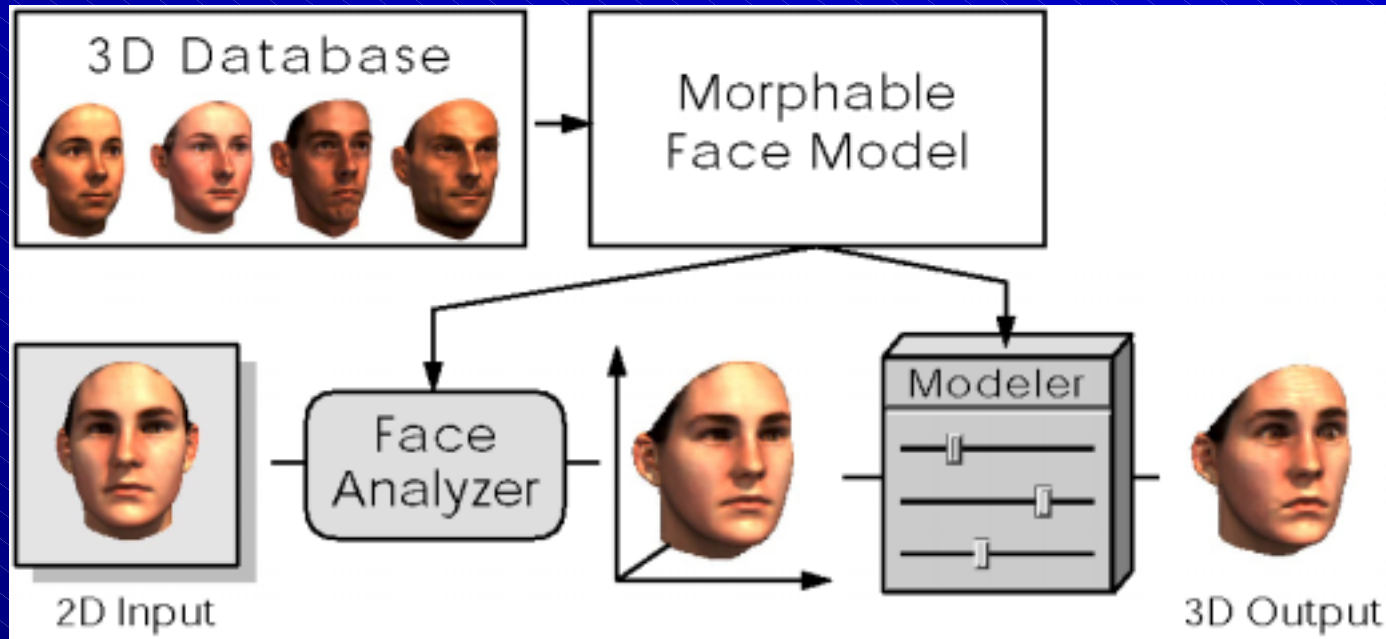 3D Database
Morphable
Face Model
Face
Analyzer
Modeler
2D Input
3D Output